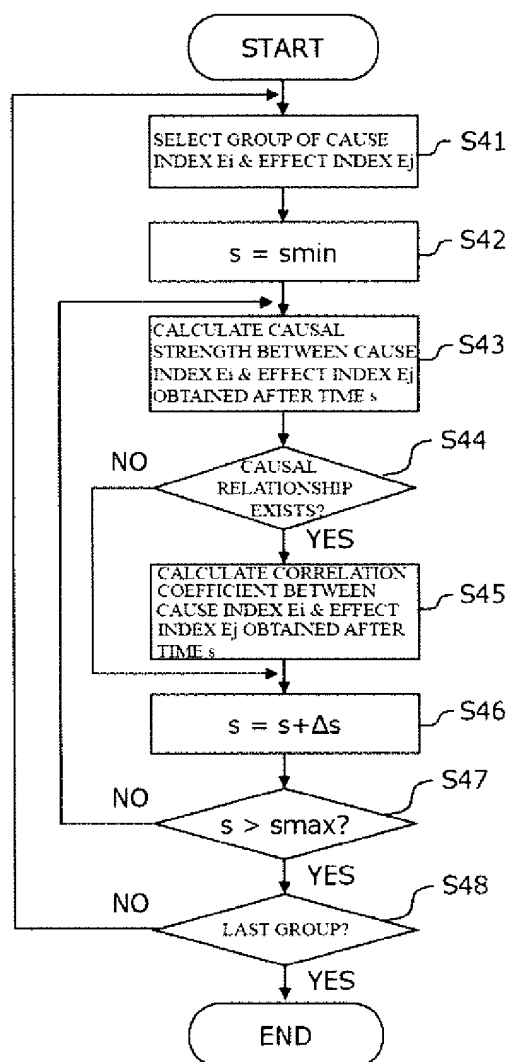 START
SELECT GROUP OF CAUSE
INDEX Ei & EFFECT INDEX Ej
S41
s = smin
S42
CALCULATE CAUSAL
STRENGTH BETWEEN CAUSE
INDEX Ei & EFFECT INDEX Ej
OBTAINED AFTER TIME s
S43
S44
NO
CAUSAL
RELATIONSHIP
EXISTS?
YES
CALCULATE CORRELATION
COEFFICIENT BETWEEN
CAUSE INDEX Ei & EFFECT
INDEX Ej OBTAINED AFTER
TIME s
S45
s = s+Δs
S46
S47
NO
s > smax?
YES
S48
NO
LAST GROUP?
YES
END